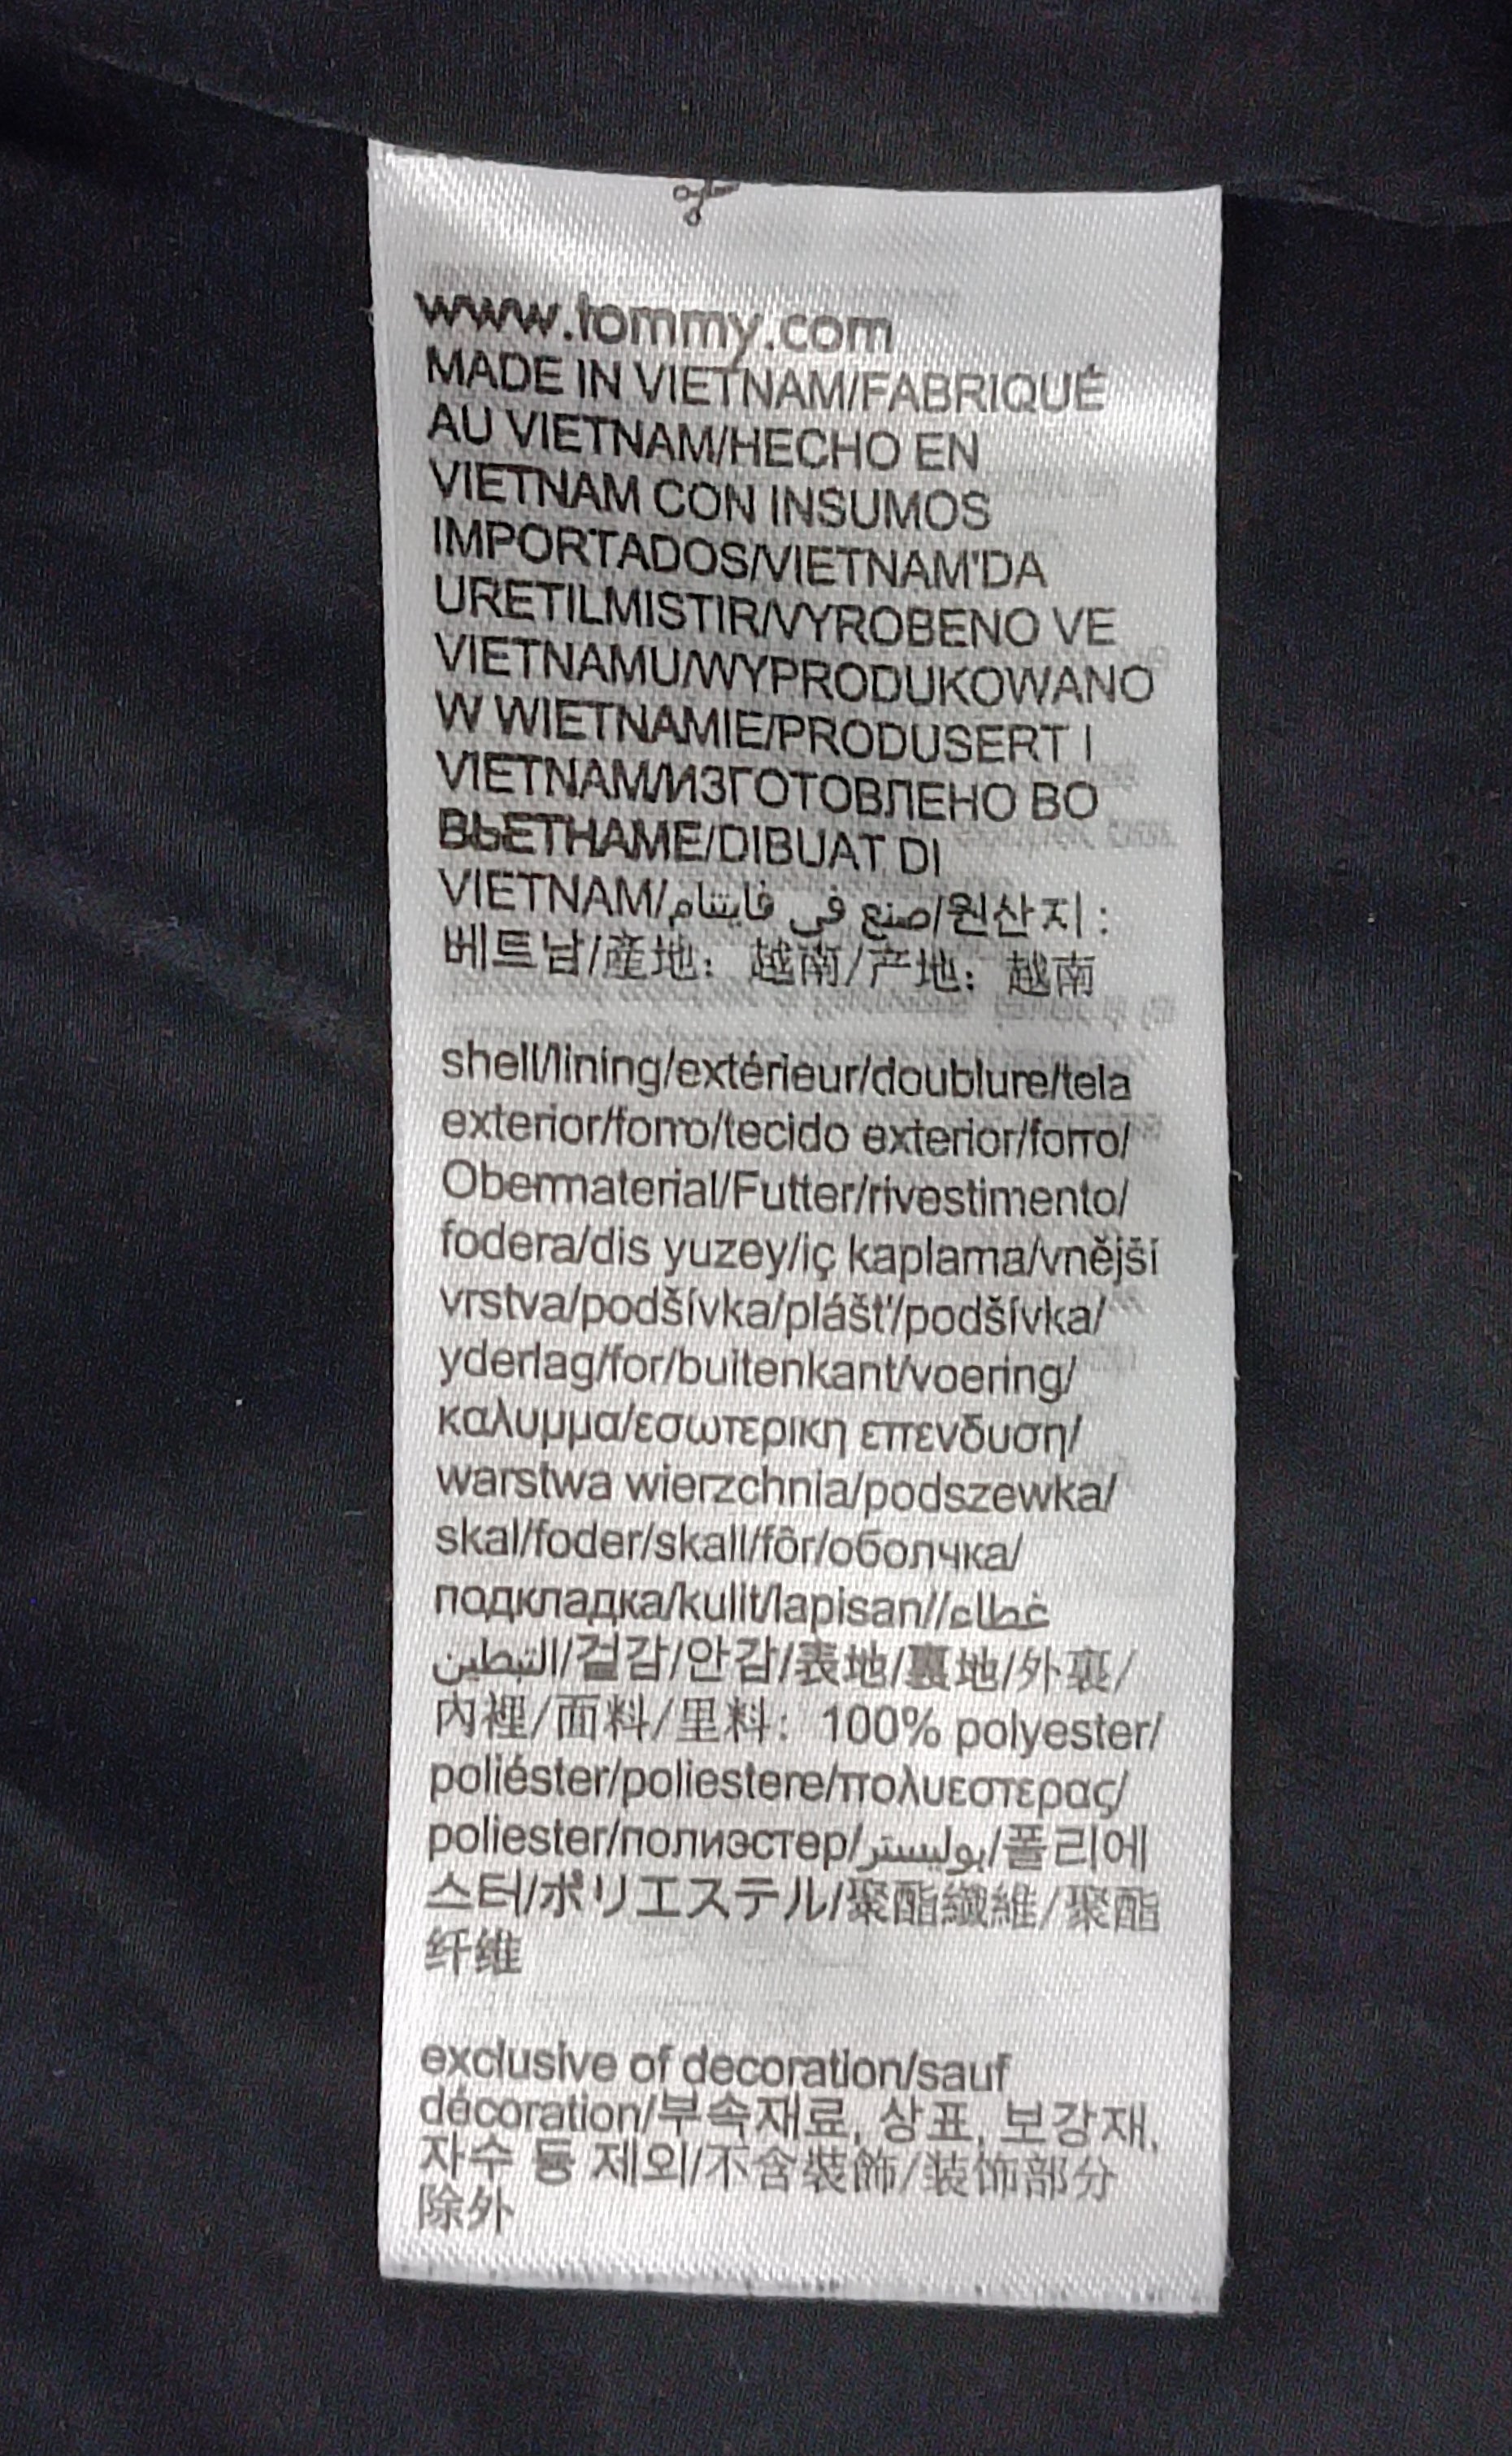 www.tommy.com
MADE IN VIETNAM/FABRIQUÉ
AU VIETNAM/HECHO EN
VIETNAM CON INSUMOS
IMPORTADOS/VIETNAM'DA
URETILMISTIR/VYROBENO VE
VIETNAMU/WYPRODUKOWANO
W WIETNAMIE/PRODUSERT I
VIETNAM/ИЗГОТОВЛЕНО ВО
ВЬЕТНАМЕ/DIBUAT DI
VIETNAM/صنع في فايتنام/원산지 :
베트남/産地: 越南/产地: 越南
shell/lining/extérieur/doublure/tela
exterior/forro/tecido exterior/forro/
Obermaterial/Futter/rivestimento/
fodera/dis yuzey/iç kaplama/vnější
vrstva/podšívka/plášť/podšívka/
yderlag/for/buitenkant/voering/
καλυμμα/εσωτερικη επενδυση/
warstwa wierzchnia/podszewka/
skal/foder/skall/fôr/оболчка/
подкладка/kulit/lapisan//غطاء
التبطين/겉감/안감/表地/裏地/外裏/
內裡/面料/里料: 100% polyester/
poliéster/poliestere/πολυεστερας/
poliester/полиэстер/بوليستر/폴리에
스터/ポリエステル/聚酯纖維/聚酯
纤维
exclusive of decoration/sauf
décoration/부속재료, 상표, 보강재,
자수 등 제외/不含裝飾/装饰部分
除外